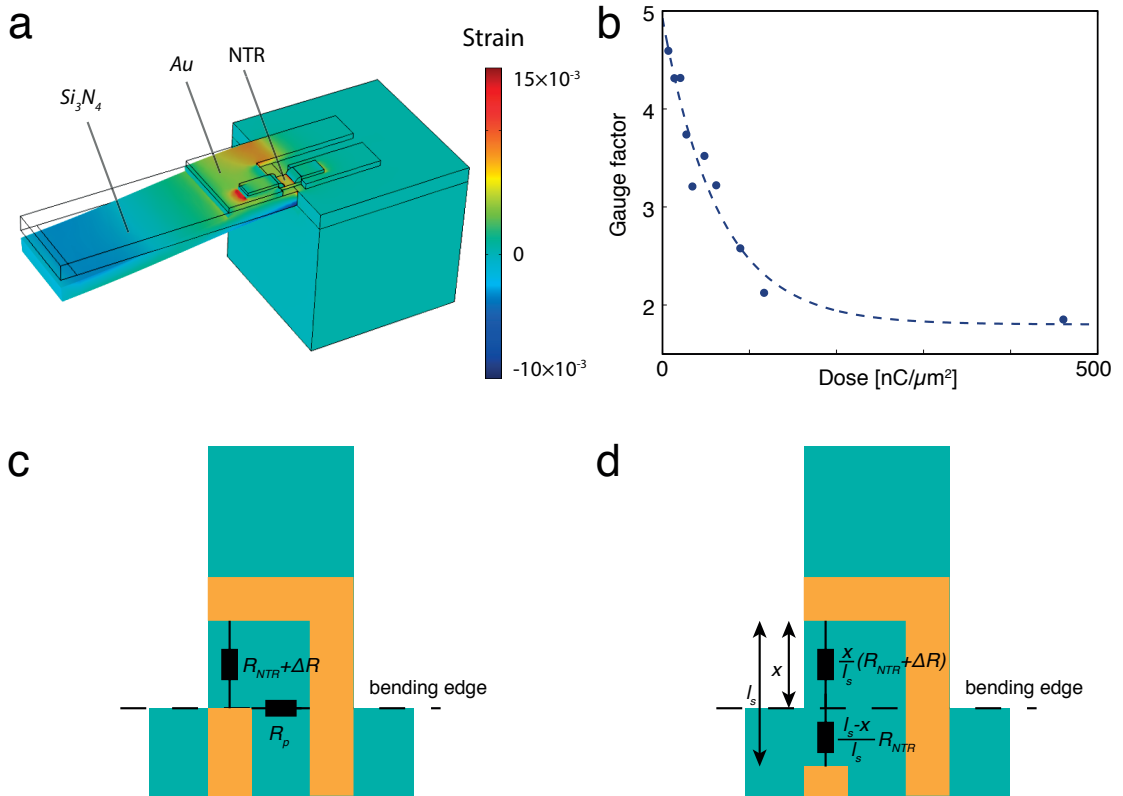 a
Strain
NTR
Au
Si₃N₄
15×10⁻³
0
-10×10⁻³
b
Gauge factor
5
4
3
2
0
500
Dose [nC/µm²]
c
R_NTR+ΔR
bending edge
R_p
d
x/l_s (R_NTR+ΔR)
x
l_s
bending edge
l_s-x/l_s R_NTR